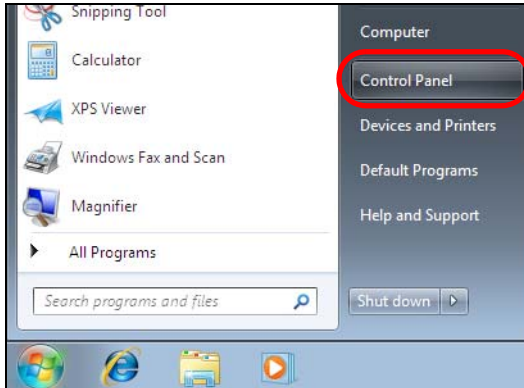 Snipping Tool
Calculator
XPS Viewer
Windows Fax and Scan
Magnifier
All Programs
Search programs and files
Computer
Control Panel
Devices and Printers
Default Programs
Help and Support
Shut down